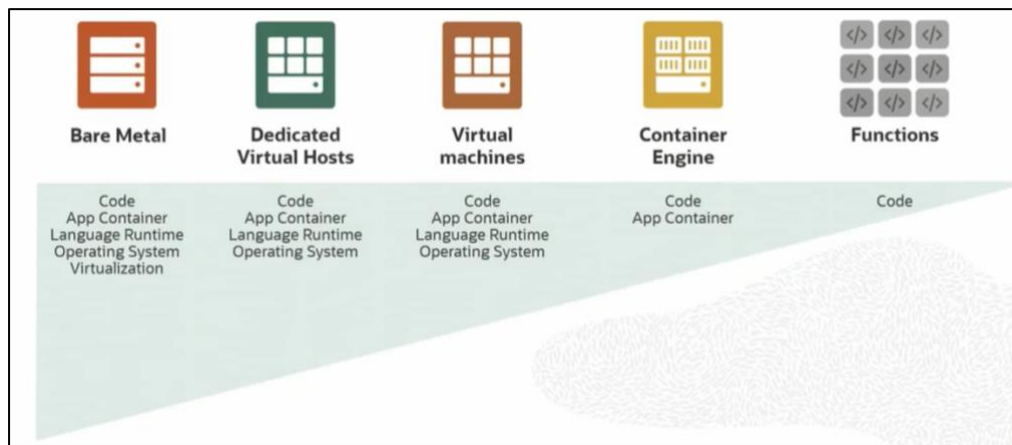 Bare Metal
Dedicated
Virtual Hosts
Virtual
machines
Container
Engine
Functions
Code
App Container
Language Runtime
Operating System
Virtualization
Code
App Container
Language Runtime
Operating System
Code
App Container
Language Runtime
Operating System
Code
App Container
Code